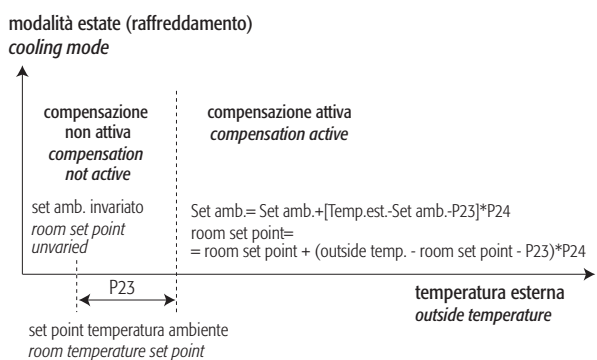 modalità estate (raffreddamento)
cooling mode
compensazione
non attiva
compensation
not active
compensazione attiva
compensation active
set amb. invariato
room set point
unvaried
Set amb.= Set amb.+[Temp.est.-Set amb.-P23]*P24
room set point=
= room set point + (outside temp. - room set point - P23)*P24
P23
temperatura esterna
outside temperature
set point temperatura ambiente
room temperature set point